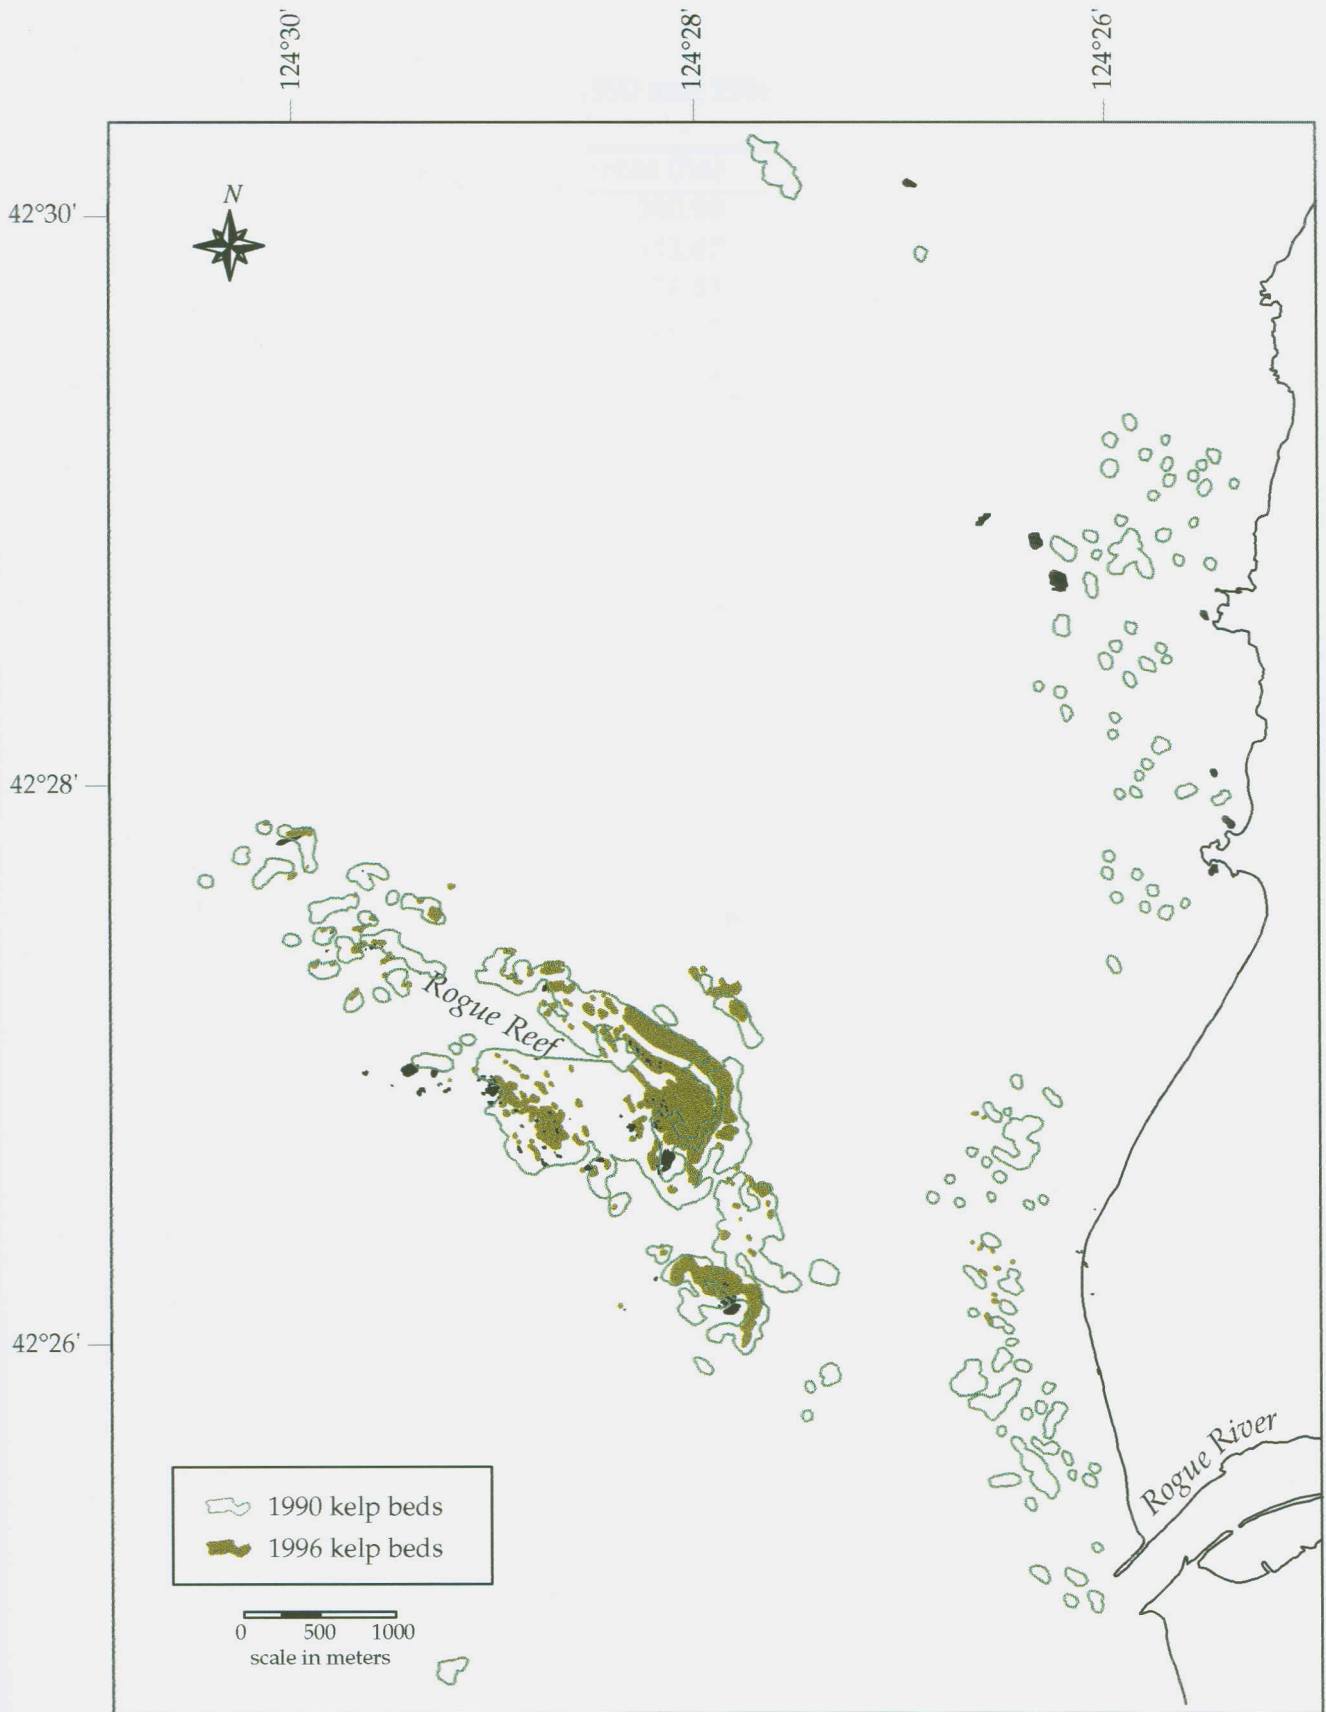 124°30'
124°28'
124°26'
N
42°30'
42°28'
Rogue Reef
42°26'
Rogue River
1990 kelp beds
1996 kelp beds
0 500 1000
scale in meters